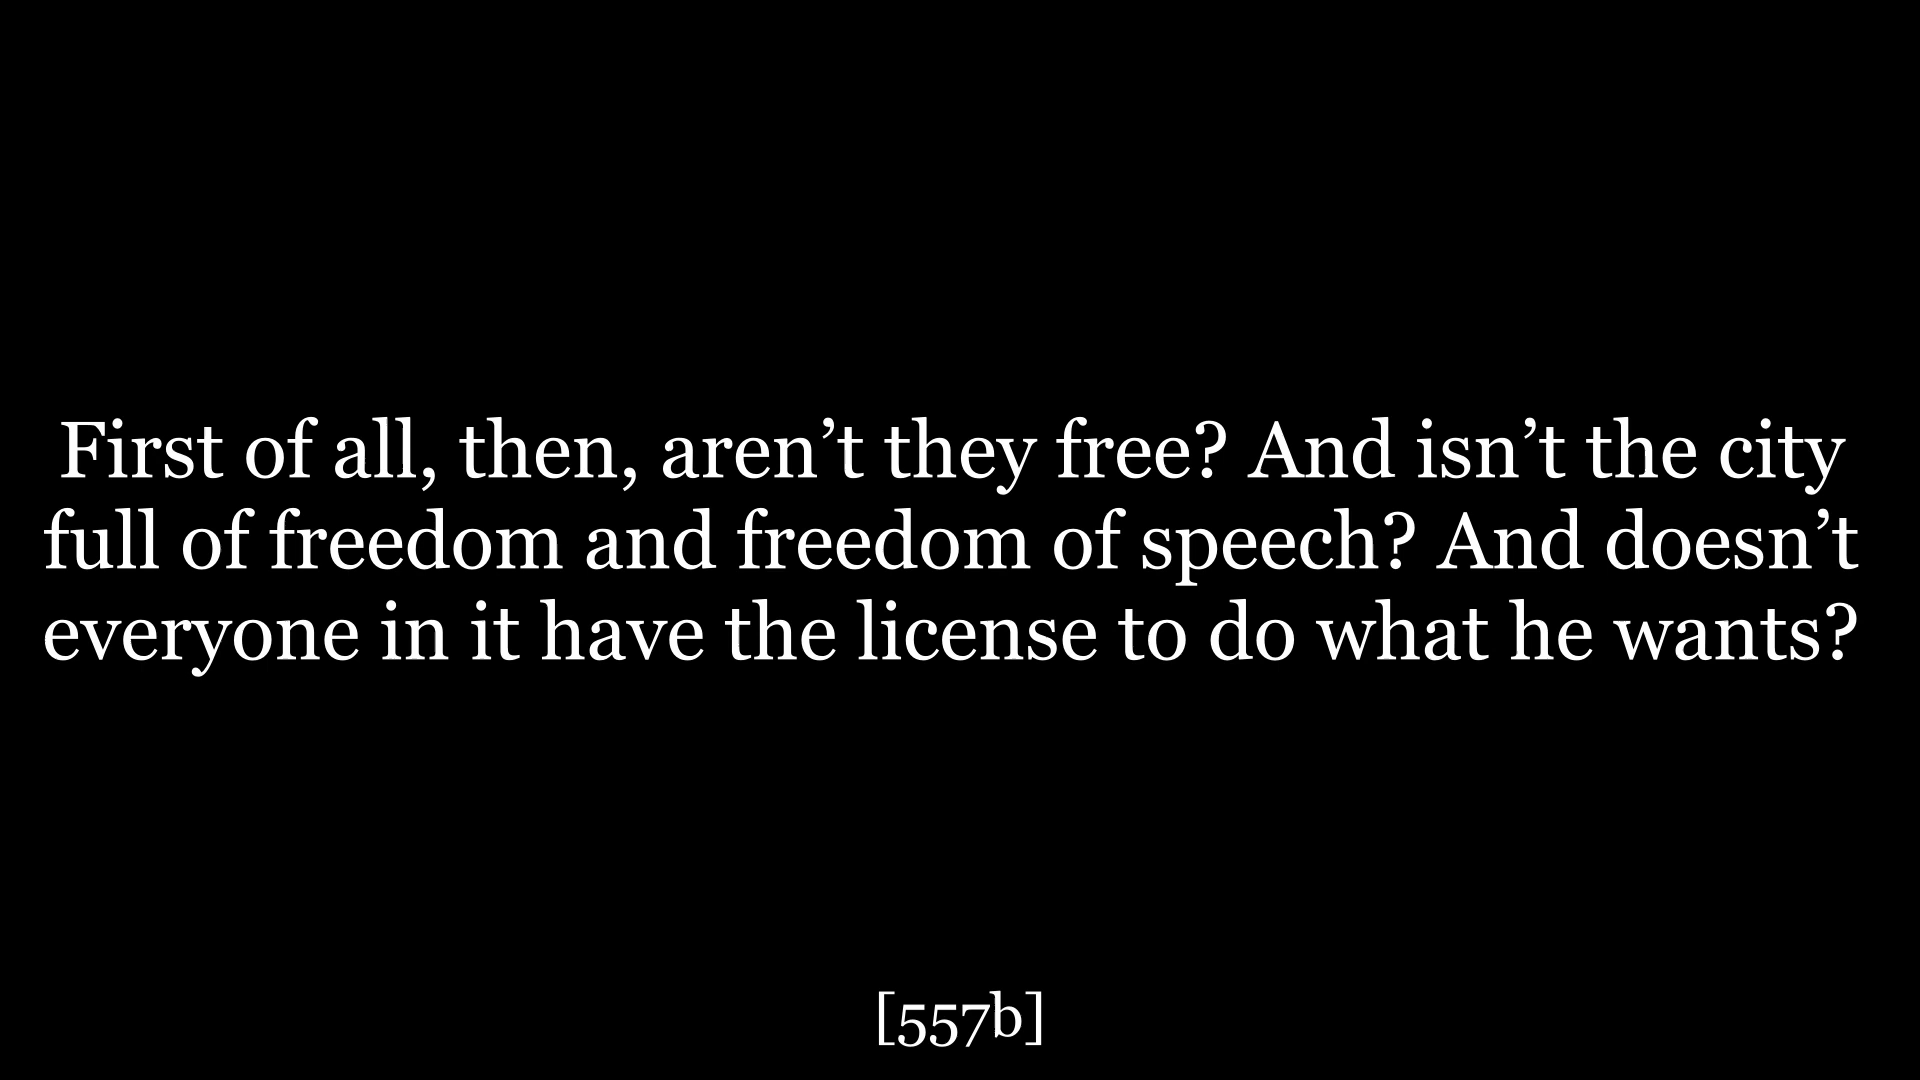 First of all, then, aren’t they free? And isn’t the city
full of freedom and freedom of speech? And doesn’t
everyone in it have the license to do what he wants?
[557b]